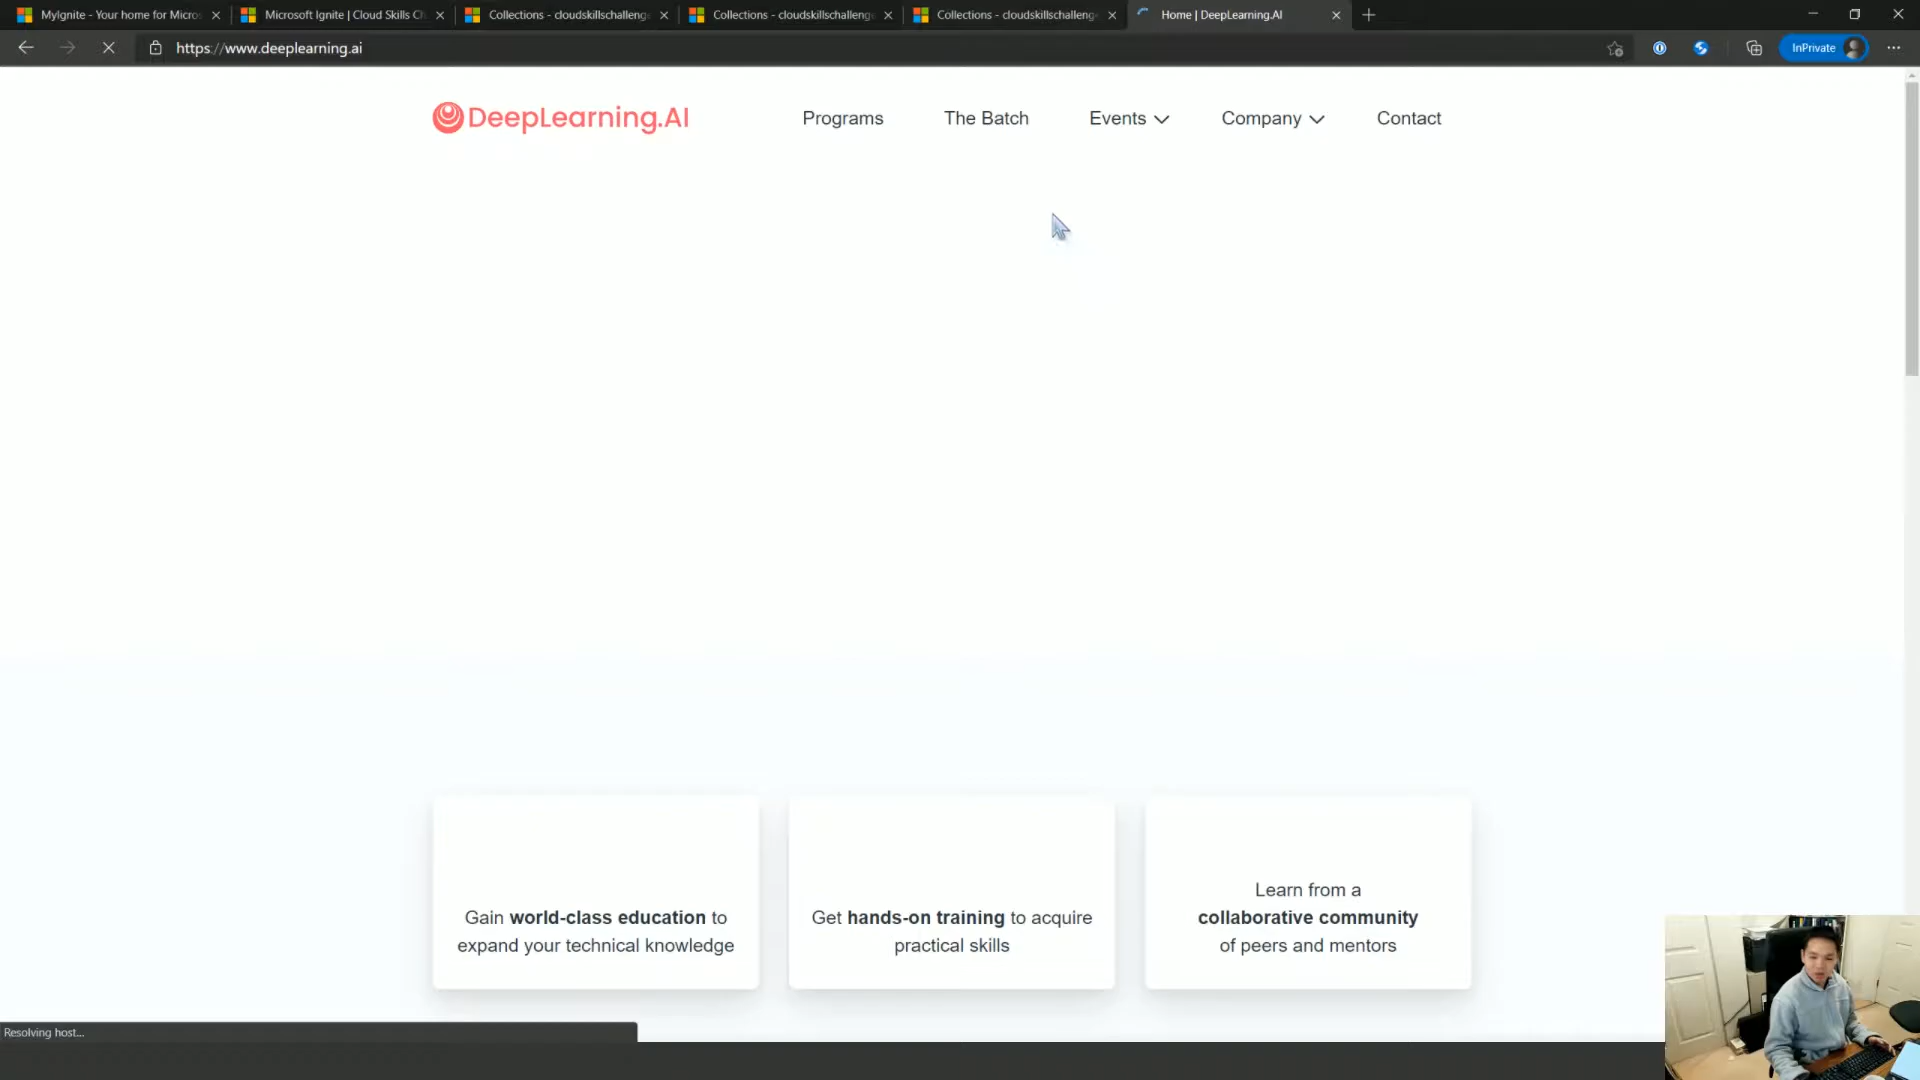 MyIgnite - Your home for Micros
Microsoft Ignite | Cloud Skills Ch
Collections - cloudskillschalleng
Collections - cloudskillschalleng
Collections - cloudskillschalleng
Home | DeepLearning.AI
https://www.deeplearning.ai
InPrivate
DeepLearning.AI
Programs
The Batch
Events
Company
Contact
Gain world-class education to
expand your technical knowledge
Get hands-on training to acquire
practical skills
Learn from a
collaborative community
of peers and mentors
Resolving host...